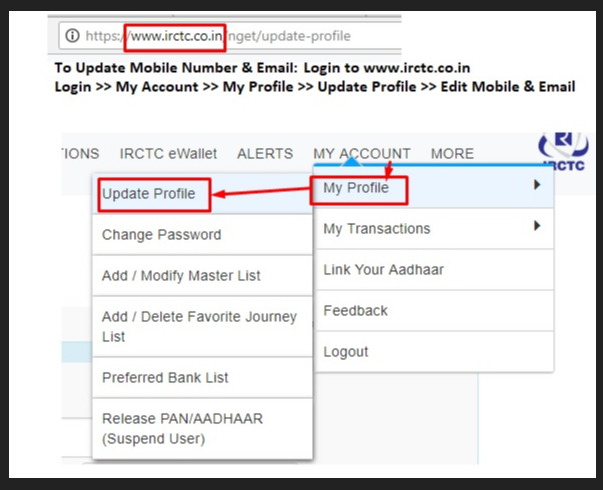 https://www.irctc.co.in/nget/update-profile
To Update Mobile Number & Email: Login to www.irctc.co.in
Login >> My Account >> My Profile >> Update Profile >> Edit Mobile & Email
IRCTC eWallet ALERTS MY ACCOUNT MORE
IRCTC
Update Profile
Change Password
Add / Modify Master List
Add / Delete Favorite Journey
List
Preferred Bank List
Release PAN/AADHAAR
(Suspend User)
My Profile
My Transactions
Link Your Aadhaar
Feedback
Logout